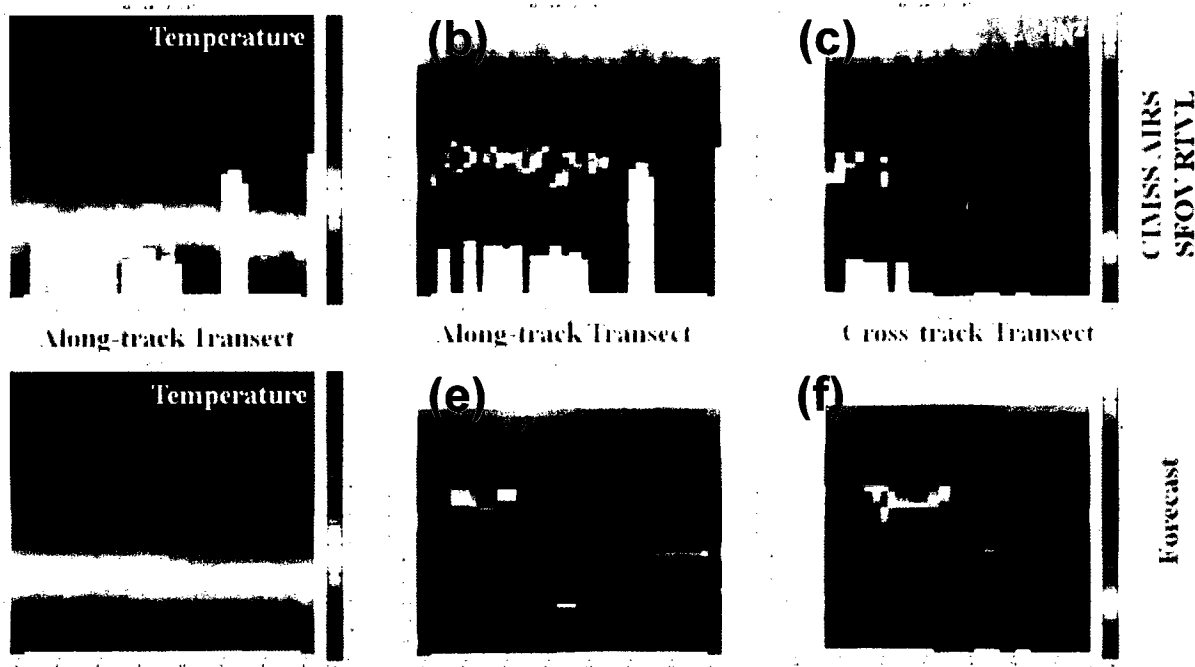 Temperature
(b)
(c)
CIMSS AIRS
SFOV RTVL
Along-track Transect
Along-track Transect
Cross track Transect
Temperature
(e)
(f)
Forecast